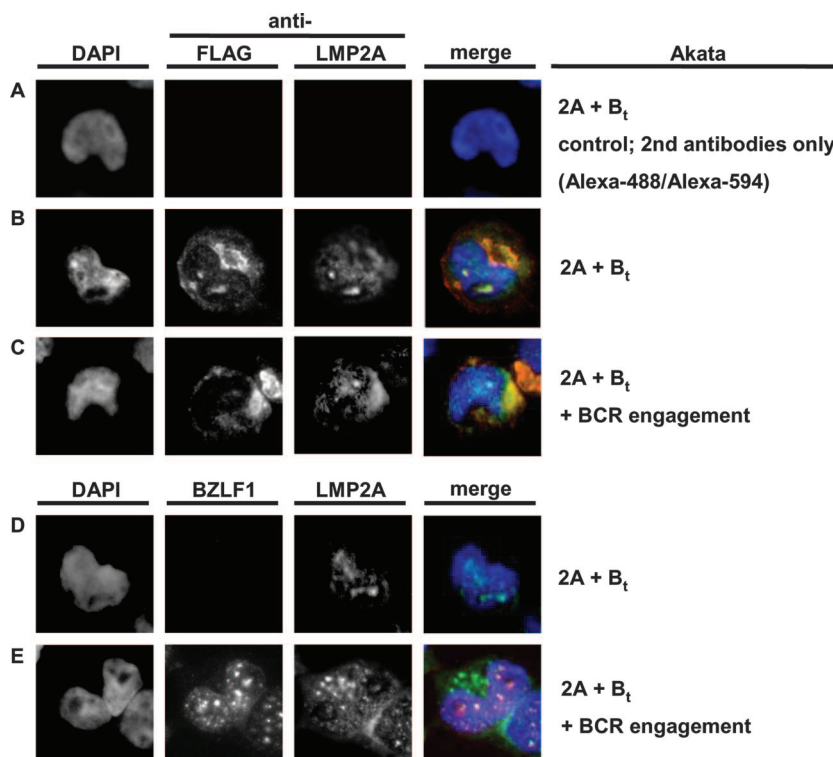 anti-
DAPI FLAG LMP2A merge Akata
A
2A + Bt
control; 2nd antibodies only
(Alexa-488/Alexa-594)
B
2A + Bt
C
2A + Bt
+ BCR engagement
DAPI BZLF1 LMP2A merge
D
2A + Bt
E
2A + Bt
+ BCR engagement